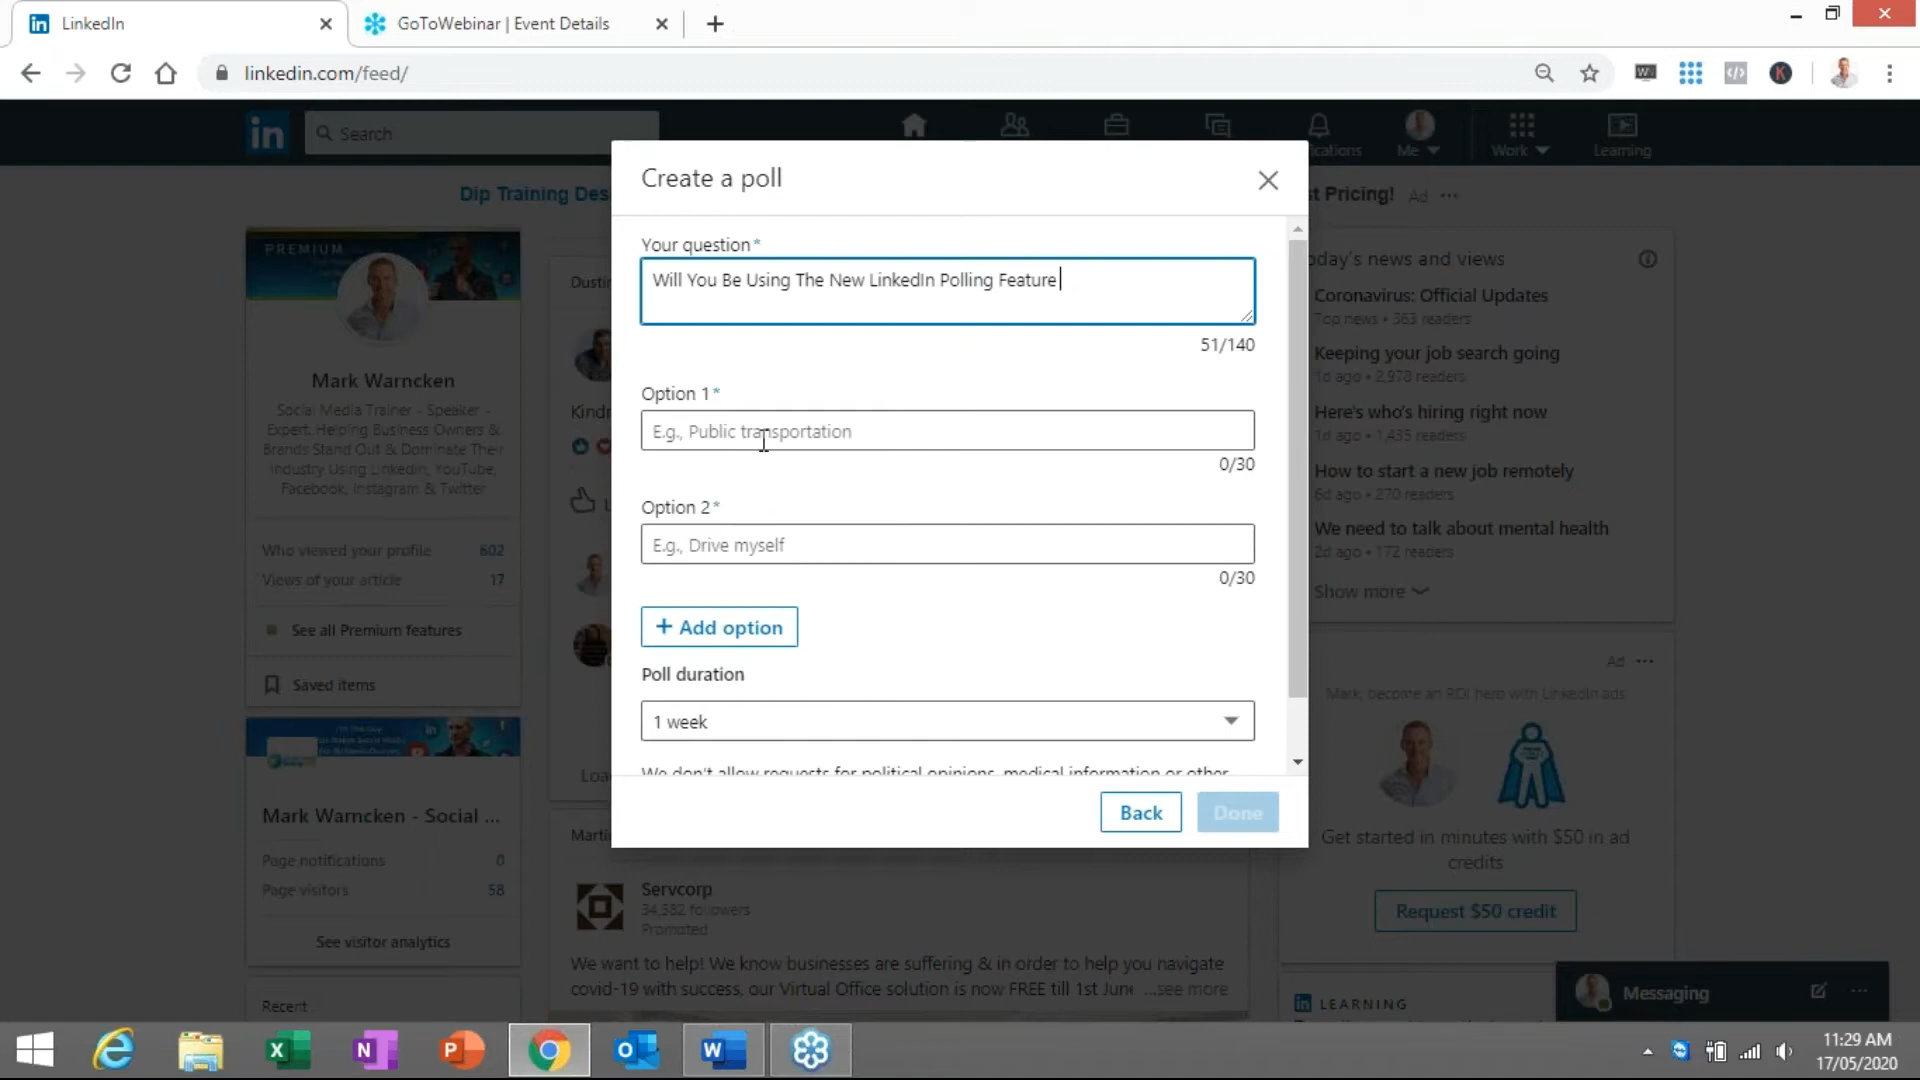 LinkedIn
GoToWebinar | Event Details
linkedin.com/feed/
in
Search
Me
Work
Learning
Dip Training Des
t Pricing!
Ad
Create a poll
Your question*
Will You Be Using The New LinkedIn Polling Feature
51/140
Option 1*
E.g., Public transportation
0/30
Option 2*
E.g., Drive myself
0/30
+ Add option
Poll duration
1 week
We don't allow requests for political opinions, medical information or other
Back
Done
PREMIUM
Mark Warncken
Social Media Trainer - Speaker -
Expert. Helping Business Owners &
Brands Stand Out & Dominate Their
Industry Using LinkedIn, YouTube,
Facebook, Instagram & Twitter
Who viewed your profile 602
Views of your article 17
See all Premium features
Saved items
Mark Warncken - Social ...
Page notifications 0
Page visitors 58
See visitor analytics
Recent
Dustin
Kindr
Loa
Marti
Servcorp
34,382 followers
Promoted
We want to help! We know businesses are suffering & in order to help you navigate
covid-19 with success, our Virtual Office solution is now FREE till 1st June ...see more
oday's news and views
Coronavirus: Official Updates
Top news • 363 readers
Keeping your job search going
1d ago • 2,978 readers
Here's who's hiring right now
1d ago • 1,435 readers
How to start a new job remotely
6d ago • 270 readers
We need to talk about mental health
2d ago • 172 readers
Show more
Ad
Mark, become an ROI hero with LinkedIn ads
Get started in minutes with $50 in ad
credits
Request $50 credit
in LEARNING
Messaging
11:29 AM
17/05/2020